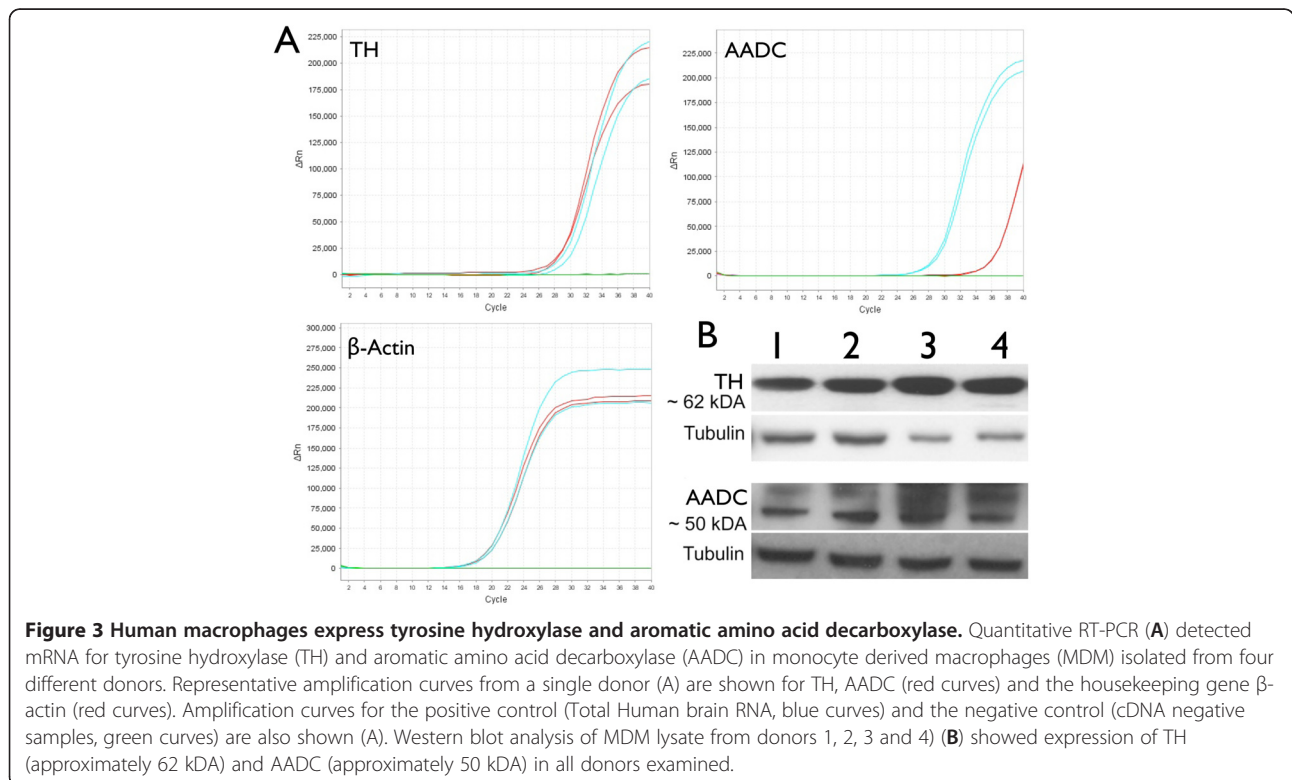 A
TH
225,000
200,000
175,000
150,000
125,000
100,000
75,000
50,000
25,000
0
ΔRn
2 4 6 8 10 12 14 16 18 20 22 24 26 28 30 32 34 36 38 40
Cycle
AADC
225,000
200,000
175,000
150,000
125,000
100,000
75,000
50,000
25,000
0
ΔRn
2 4 6 8 10 12 14 16 18 20 22 24 26 28 30 32 34 36 38 40
Cycle
β-Actin
300,000
275,000
250,000
225,000
200,000
175,000
150,000
125,000
100,000
75,000
50,000
25,000
0
ΔRn
2 4 6 8 10 12 14 16 18 20 22 24 26 28 30 32 34 36 38 40
Cycle
B
1 2 3 4
TH
~ 62 kDA
Tubulin
AADC
~ 50 kDA
Tubulin
Figure 3 Human macrophages express tyrosine hydroxylase and aromatic amino acid decarboxylase. Quantitative RT-PCR (A) detected
mRNA for tyrosine hydroxylase (TH) and aromatic amino acid decarboxylase (AADC) in monocyte derived macrophages (MDM) isolated from four
different donors. Representative amplification curves from a single donor (A) are shown for TH, AADC (red curves) and the housekeeping gene β-
actin (red curves). Amplification curves for the positive control (Total Human brain RNA, blue curves) and the negative control (cDNA negative
samples, green curves) are also shown (A). Western blot analysis of MDM lysate from donors 1, 2, 3 and 4) (B) showed expression of TH
(approximately 62 kDA) and AADC (approximately 50 kDA) in all donors examined.